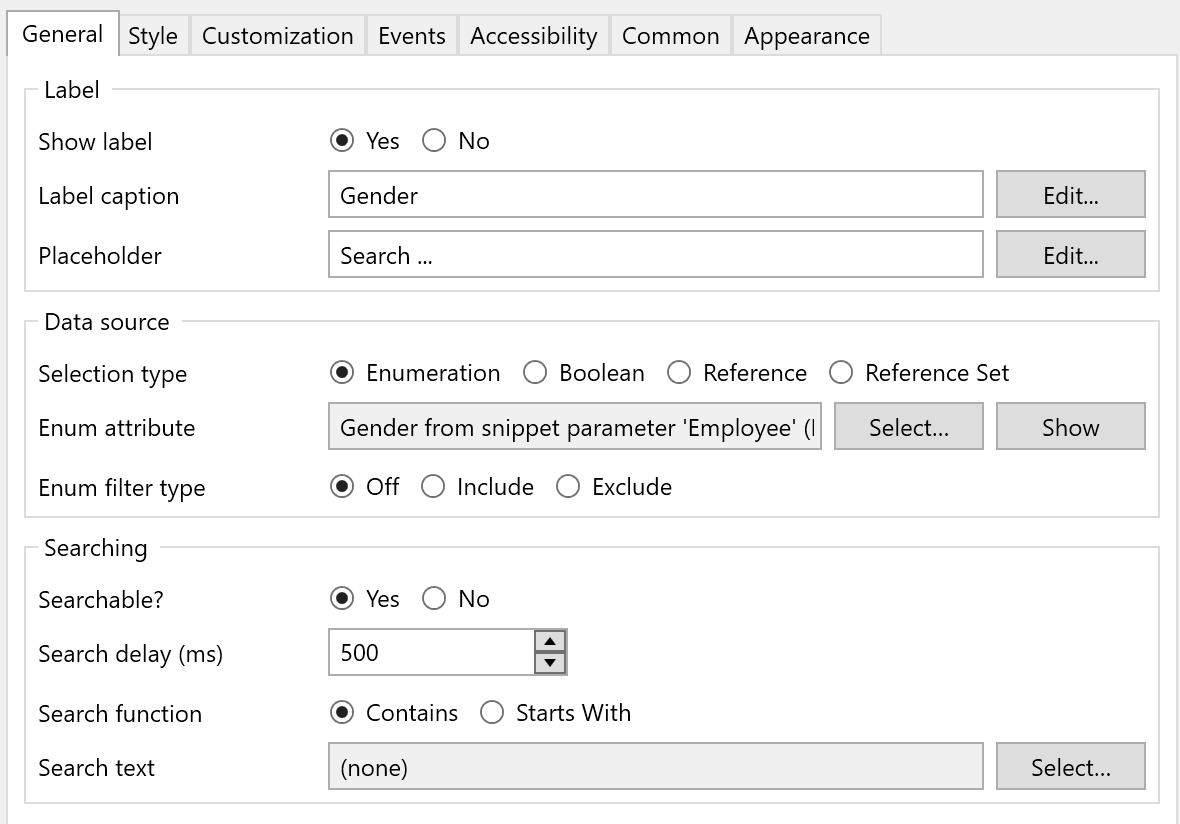 General Style Customization Events Accessibility Common Appearance
Label
Show label Yes No
Label caption Gender Edit...
Placeholder Search ... Edit...
Data source
Selection type Enumeration Boolean Reference Reference Set
Enum attribute Gender from snippet parameter 'Employee' ( Select... Show
Enum filter type Off Include Exclude
Searching
Searchable? Yes No
Search delay (ms) 500
Search function Contains Starts With
Search text (none) Select...